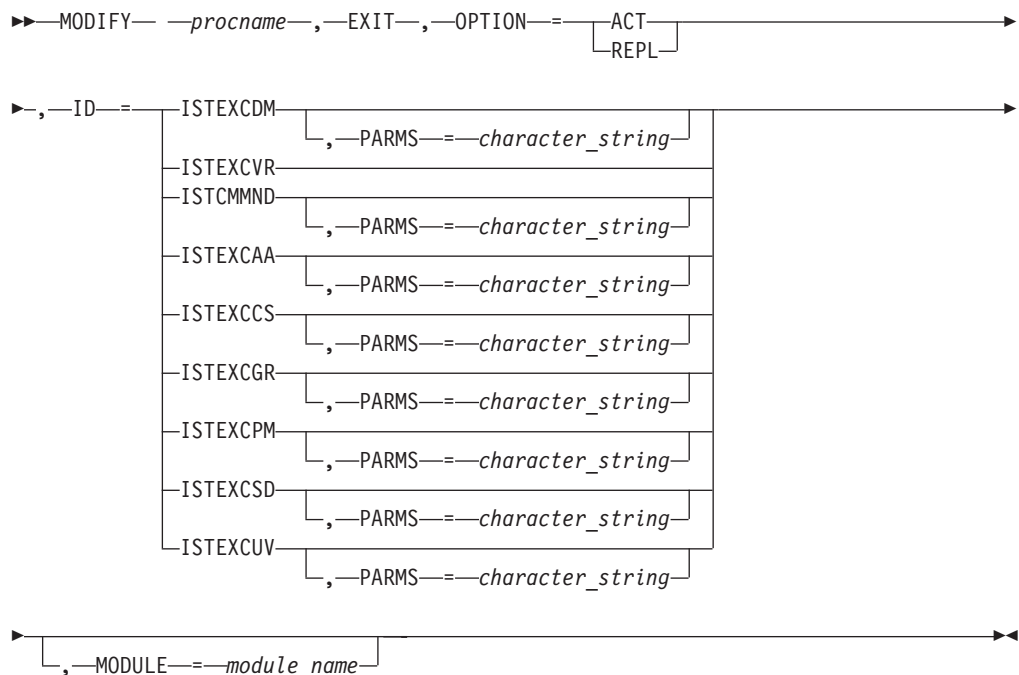 MODIFY procname , EXIT , OPTION = ACT
REPL
, ID = ISTEXCDM
, PARMS = character_string
ISTEXCVR
ISTCMMND
, PARMS = character_string
ISTEXCAA
, PARMS = character_string
ISTEXCCS
, PARMS = character_string
ISTEXCGR
, PARMS = character_string
ISTEXCPM
, PARMS = character_string
ISTEXCSD
, PARMS = character_string
ISTEXCUV
, PARMS = character_string
, MODULE = module name